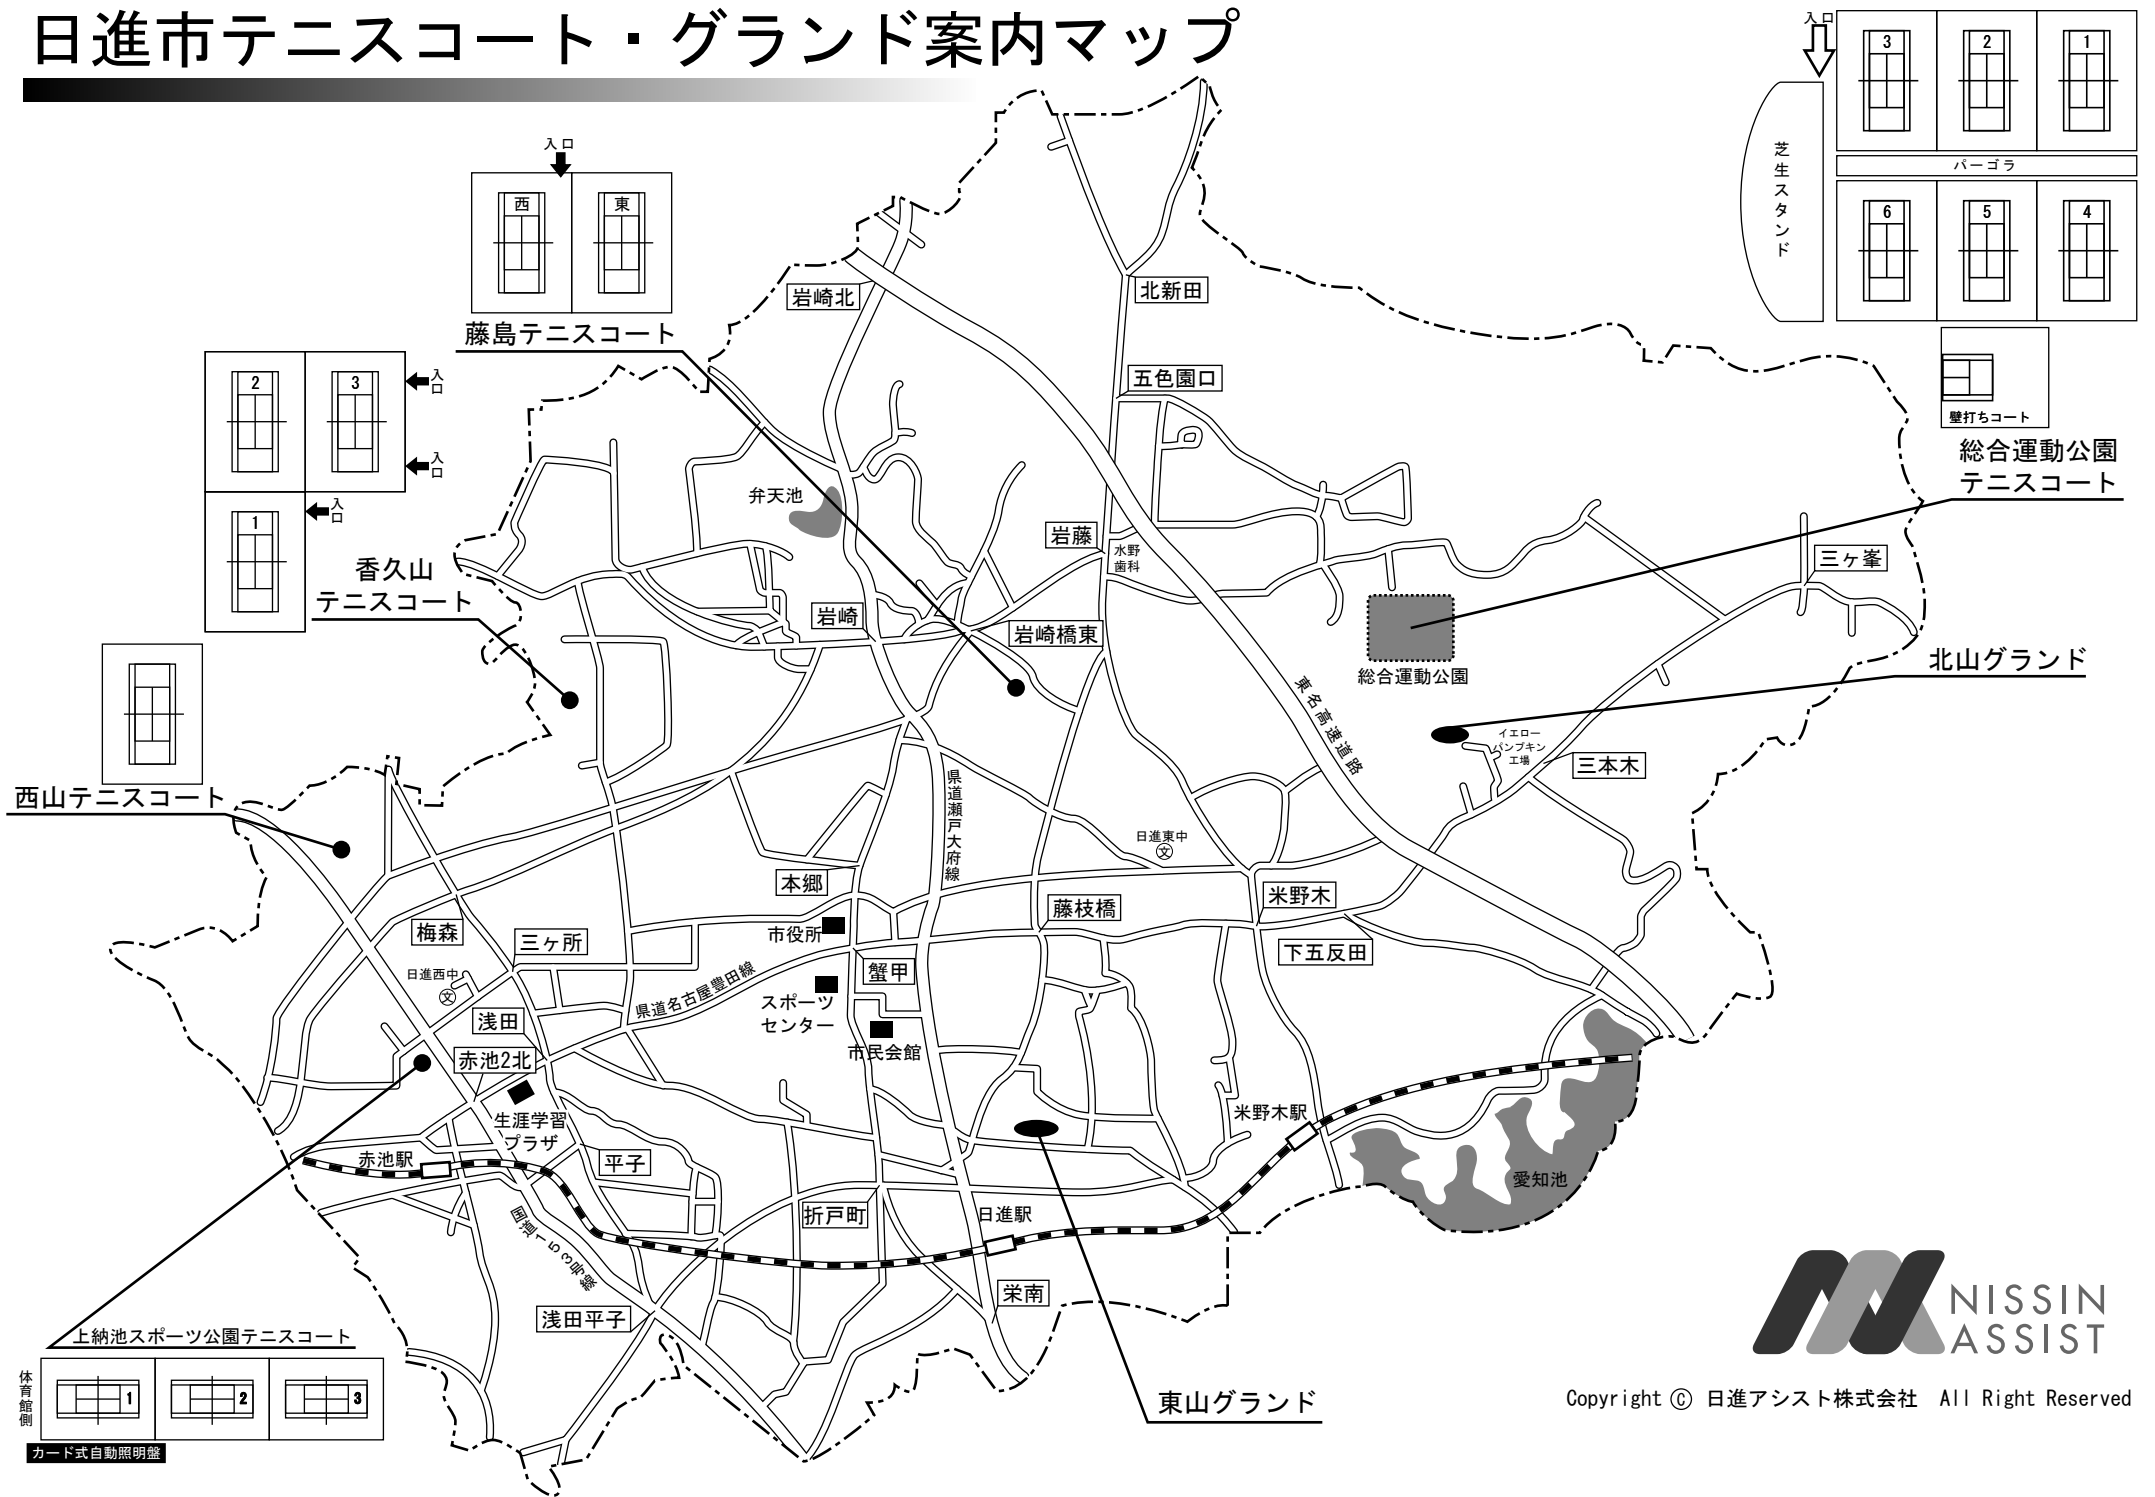 日進市テニスコート・グランド案内マップ
入口
3
2
1
パーゴラ
6
5
4
芝生スタンド
壁打ちコート
総合運動公園
テニスコート
入口
西
東
藤島テニスコート
2
3
1
入口
入口
入口
香久山
テニスコート
西山テニスコート
岩崎北
北新田
五色園口
弁天池
岩藤
水野
歯科
三ヶ峯
岩崎
岩崎橋東
総合運動公園
北山グランド
東名高速道路
イエロー
パンプキン
工場
三本木
県道瀬戸大府線
日進東中
文
本郷
米野木
藤枝橋
梅森
市役所
三ヶ所
下五反田
蟹甲
日進西中
文
県道名古屋豊田線
スポーツ
センター
浅田
市民会館
赤池2北
生涯学習
プラザ
米野木駅
赤池駅
平子
愛知池
折戸町
日進駅
国道153号線
栄南
浅田平子
上納池スポーツ公園テニスコート
体育館側
1
2
3
カード式自動照明盤
東山グランド
NISSIN
ASSIST
Copyright Ⓒ 日進アシスト株式会社 All Right Reserved